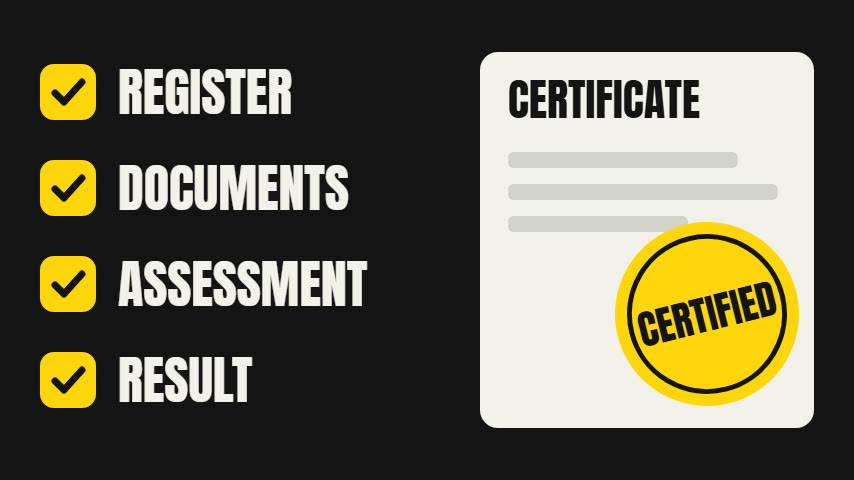 REGISTER
DOCUMENTS
ASSESSMENT
RESULT
CERTIFICATE
CERTIFIED